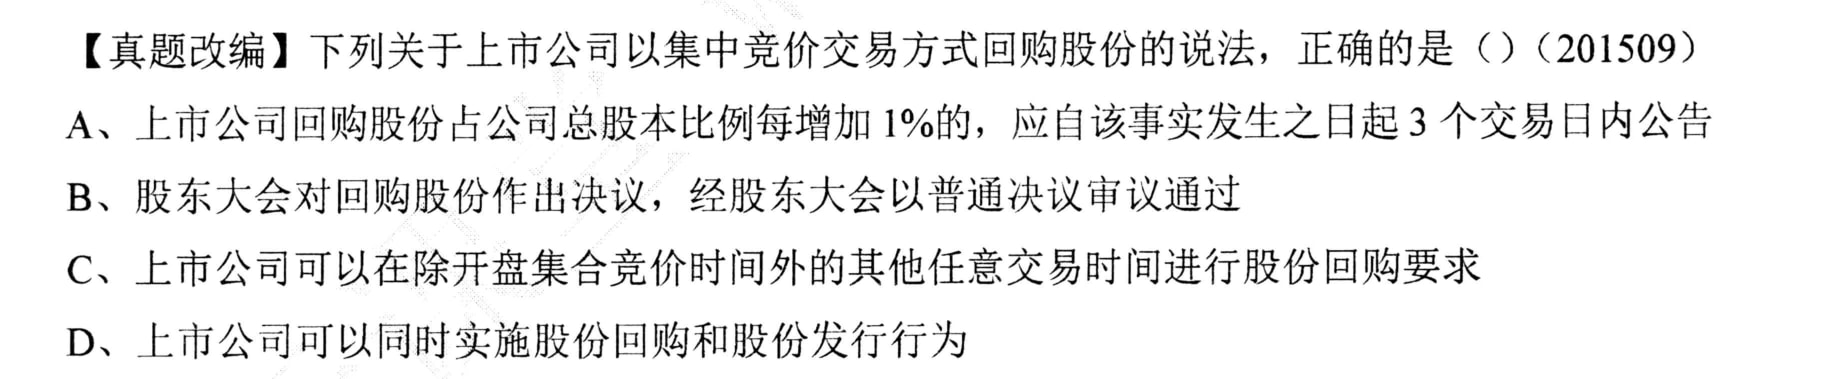 【真题改编】下列关于上市公司以集中竞价交易方式回购股份的说法，正确的是（）（201509）
A、上市公司回购股份占公司总股本比例每增加 1%的，应自该事实发生之日起 3 个交易日内公告
B、股东大会对回购股份作出决议，经股东大会以普通决议审议通过
C、上市公司可以在除开盘集合竞价时间外的其他任意交易时间进行股份回购要求
D、上市公司可以同时实施股份回购和股份发行行为